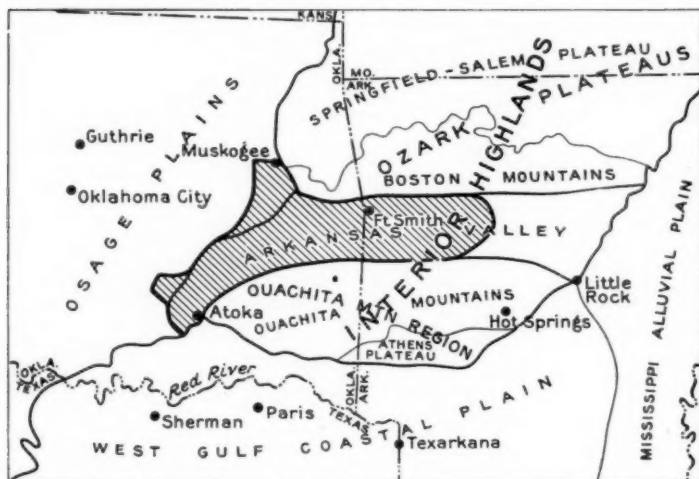 KANS.
OKLA.
MO.
ARK.
SPRINGFIELD-SALEM PLATEAU
OZARK PLATEAUS
INTERIOR HIGHLANDS
OSAGE PLAINS
Guthrie
Muskogee
Oklahoma City
BOSTON MOUNTAINS
Ft. Smith
ARKANSAS VALLEY
Little Rock
Atoka
OUACHITA MOUNTAINS
OUACHITA MTN REGION
Hot Springs
ATHENS PLATEAU
MISSISSIPPI ALLUVIAL PLAIN
OKLA.
TEXAS
Red River
OKLA.
ARK.
TEXAS
Sherman
Paris
Texarkana
WEST GULF COASTAL PLAIN